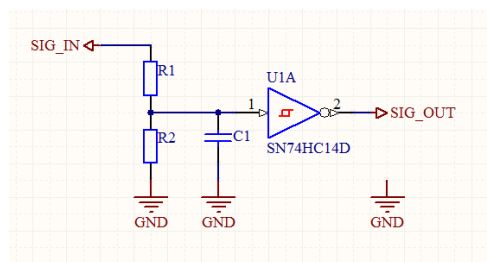 SIG_IN
R1
U1A
1
2
SIG_OUT
R2
C1
SN74HC14D
GND
GND
GND